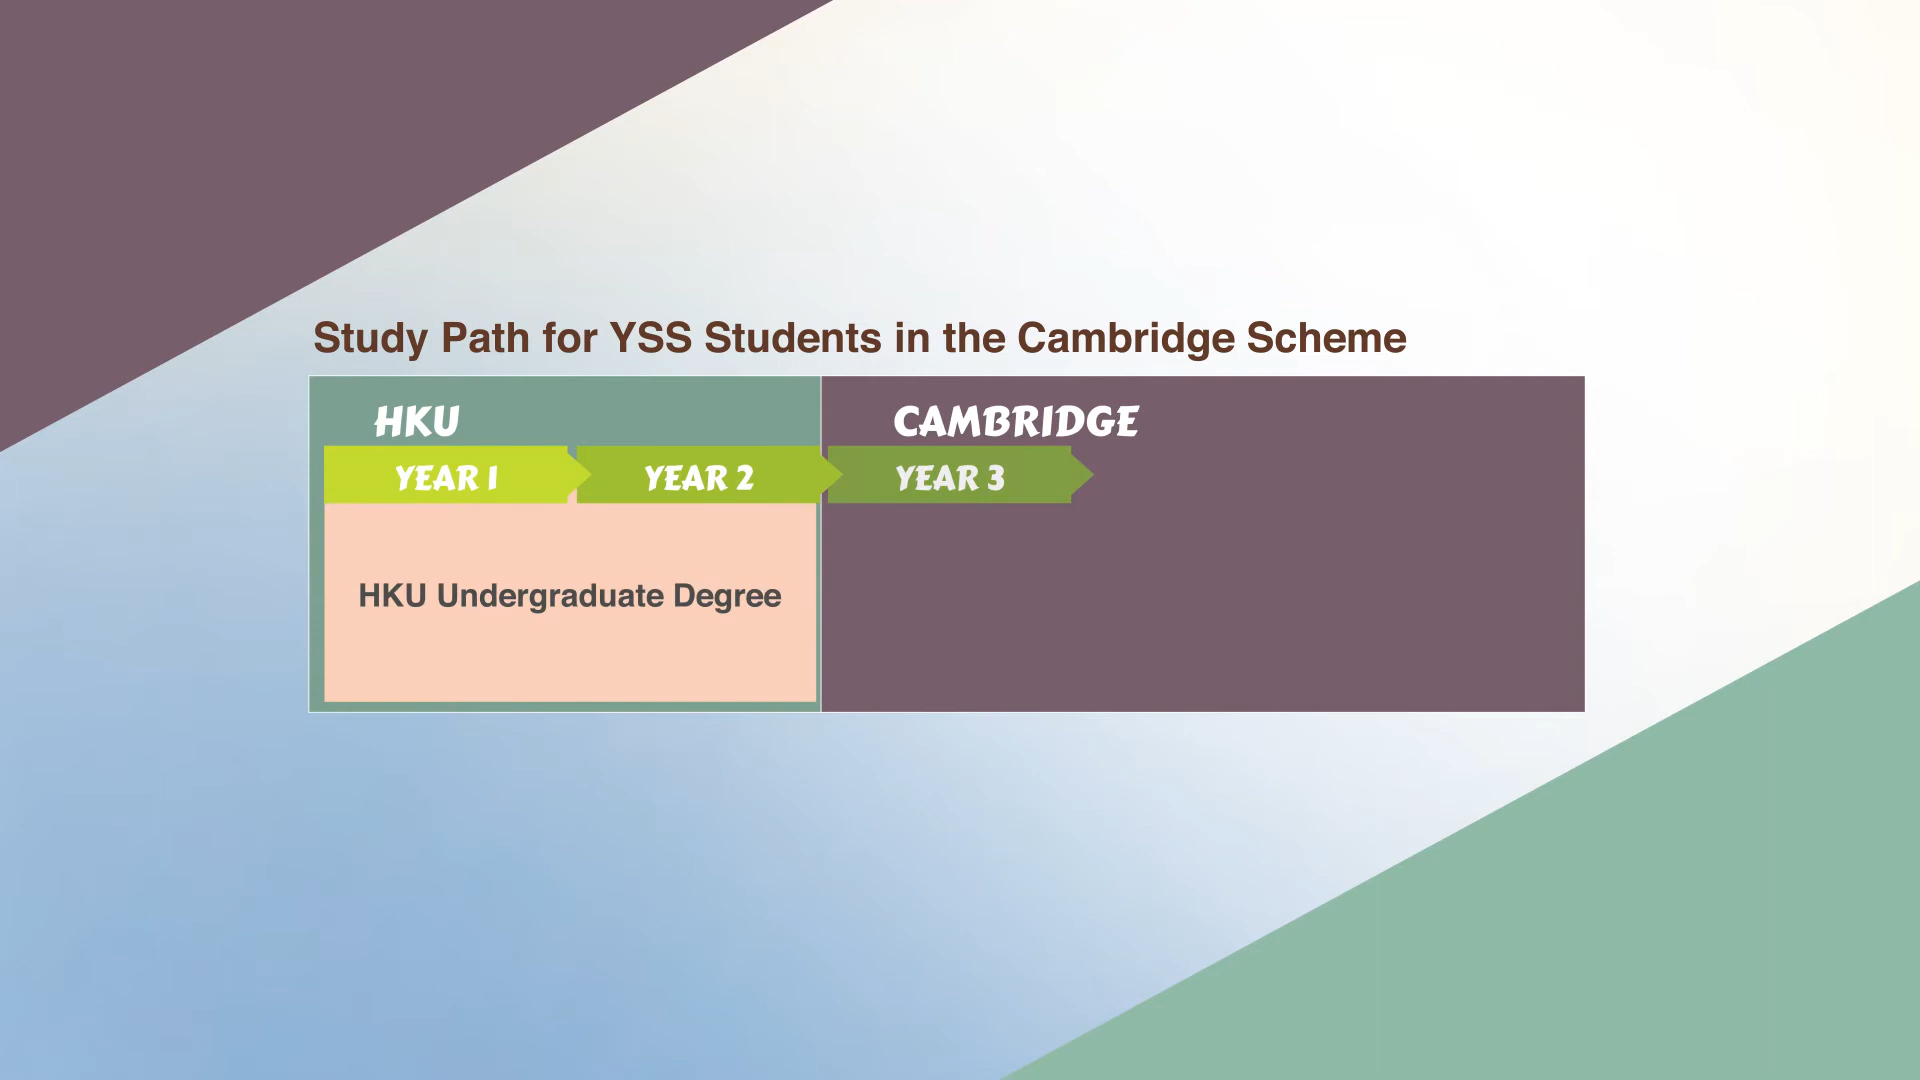 Study Path for YSS Students in the Cambridge Scheme
HKU
CAMBRIDGE
YEAR 1
YEAR 2
YEAR 3
HKU Undergraduate Degree